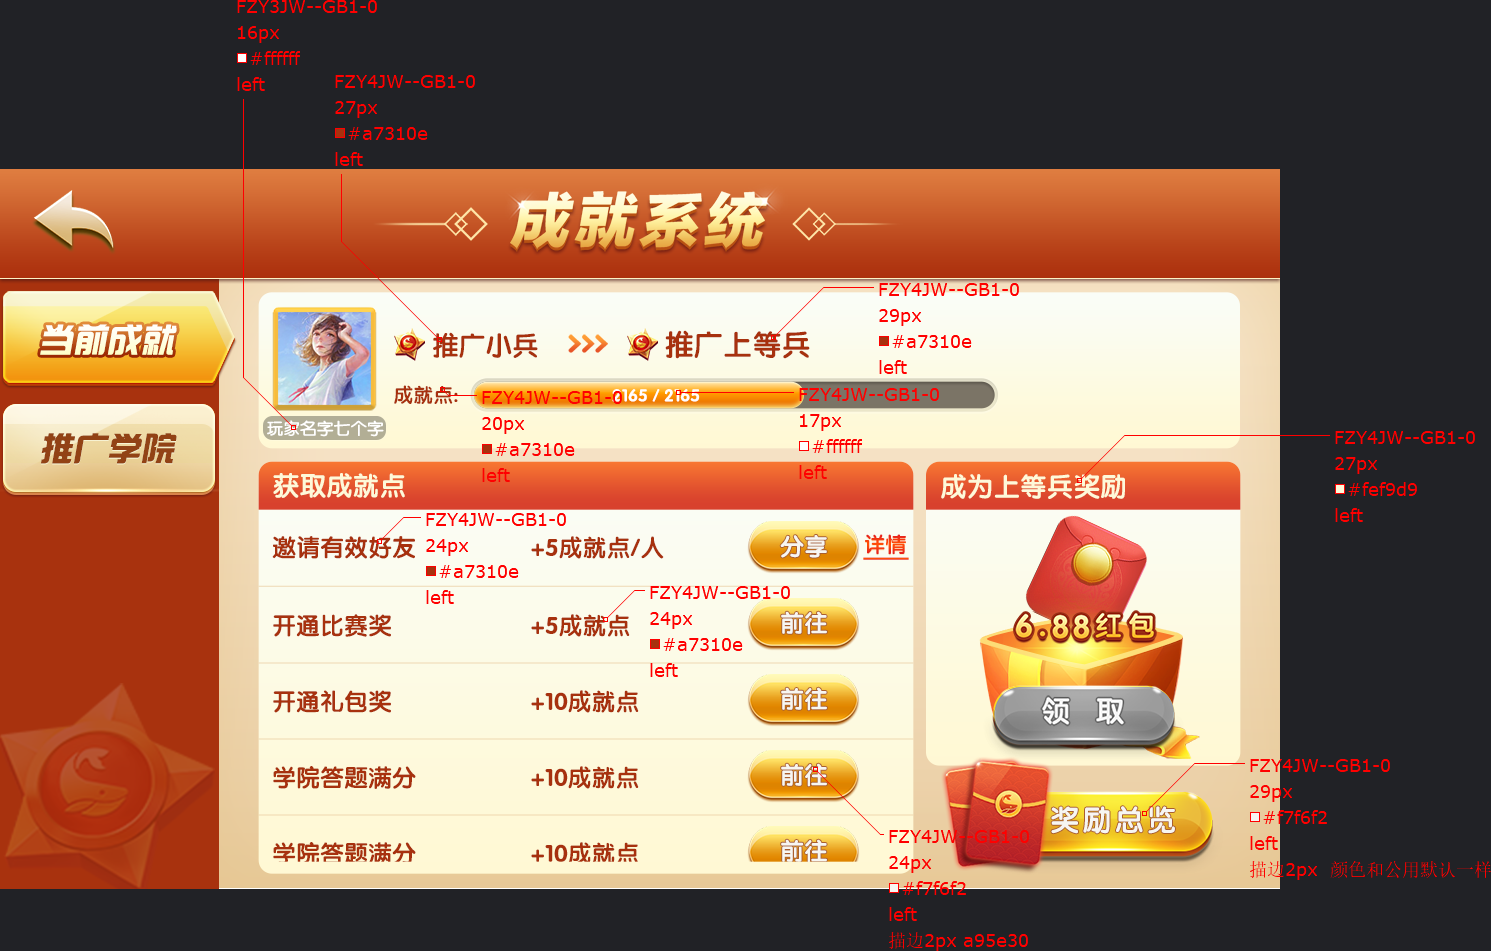 FZY3JW--GB1-0
16px
#ffffff
left
FZY4JW--GB1-0
27px
#a7310e
left
成就系统
当前成就
推广学院
推广小兵
推广上等兵
FZY4JW--GB1-0
29px
#a7310e
left
成就点:
2165 / 2165
FZY4JW--GB1-0
20px
#a7310e
left
FZY4JW--GB1-0
17px
#ffffff
left
玩家名字七个字
FZY4JW--GB1-0
27px
#fef9d9
left
获取成就点
成为上等兵奖励
邀请有效好友
+5成就点/人
分享
详情
FZY4JW--GB1-0
24px
#a7310e
left
开通比赛奖
+5成就点
前往
FZY4JW--GB1-0
24px
#a7310e
left
开通礼包奖
+10成就点
前往
学院答题满分
+10成就点
前往
学院答题满分
+10成就点
前往
6.88红包
领 取
奖励总览
FZY4JW--GB1-0
29px
#f7f6f2
left
描边2px 颜色和公用默认一样
FZY4JW--GB1-0
24px
#f7f6f2
left
描边2px a95e30